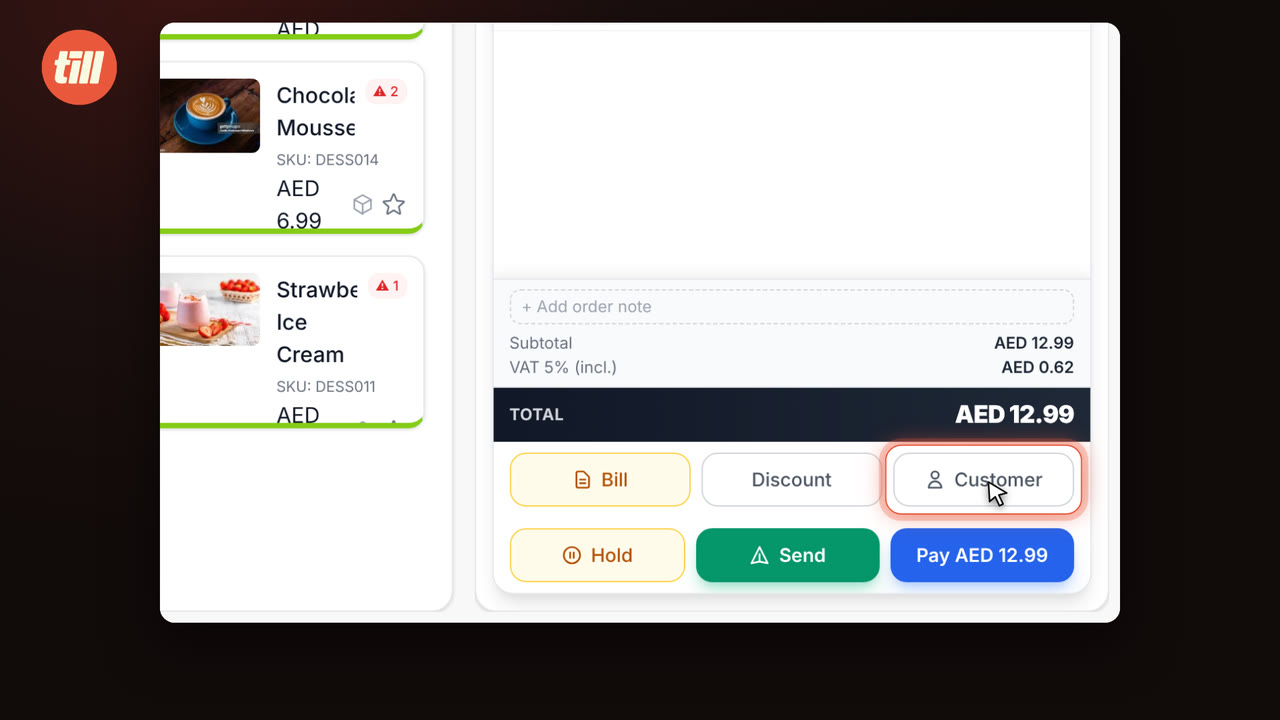 till
AED
Chocola
2
Mousse
SKU: DESS014
AED
6.99
Strawbe
1
Ice
Cream
SKU: DESS011
AED
+ Add order note
Subtotal
AED 12.99
VAT 5% (incl.)
AED 0.62
TOTAL
AED 12.99
Bill
Discount
Customer
Hold
Send
Pay AED 12.99